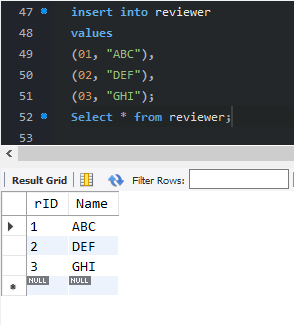 47 insert into reviewer
48 values
49 (01, "ABC"),
50 (02, "DEF"),
51 (03, "GHI");
52 Select * from reviewer;
53
Result Grid Filter Rows:
rID Name
1 ABC
2 DEF
3 GHI
NULL NULL